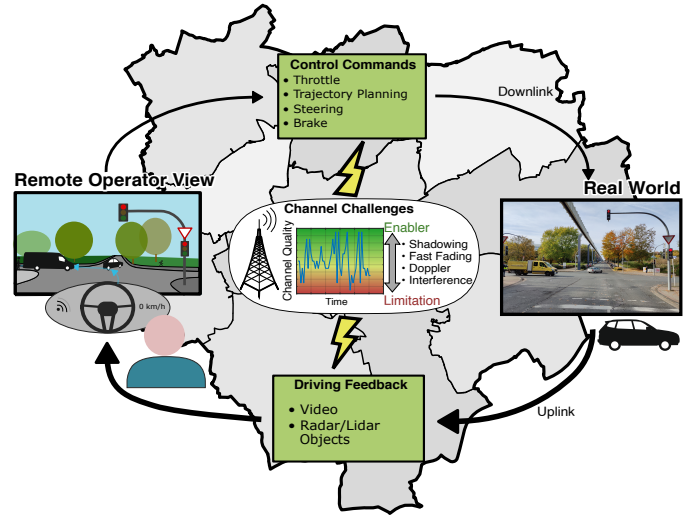 Control Commands
• Throttle
• Trajectory Planning
• Steering
• Brake
Downlink
Remote Operator View
Real World
Channel Challenges
Enabler
Channel Quality
• Shadowing
• Fast Fading
• Doppler
• Interference
Time
Limitation
0 km/h
Driving Feedback
• Video
• Radar/Lidar
Objects
Uplink